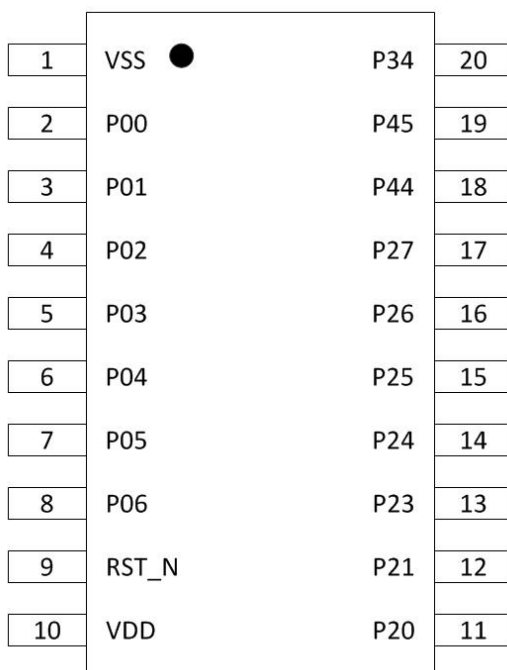 1 VSS P34 20
2 P00 P45 19
3 P01 P44 18
4 P02 P27 17
5 P03 P26 16
6 P04 P25 15
7 P05 P24 14
8 P06 P23 13
9 RST_N P21 12
10 VDD P20 11